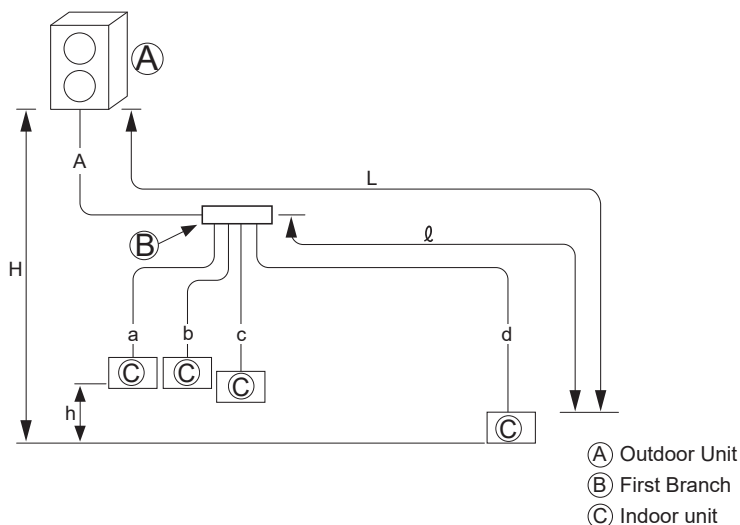 Ⓐ
A
L
Ⓑ
ℓ
H
a
b
c
d
Ⓒ
Ⓒ
Ⓒ
h
Ⓒ
Ⓐ Outdoor Unit
Ⓑ First Branch
Ⓒ Indoor unit